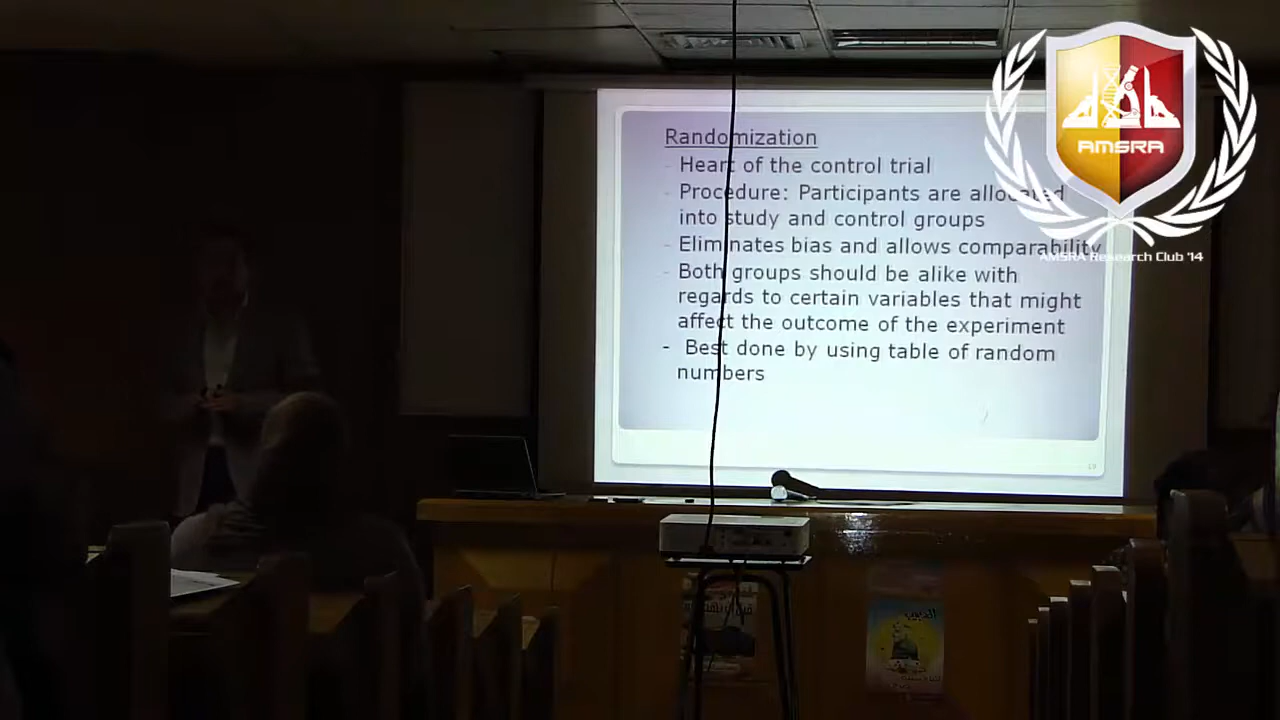 Randomization
- Heart of the control trial
- Procedure: Participants are allocated
into study and control groups
- Eliminates bias and allows comparability
- Both groups should be alike with
regards to certain variables that might
affect the outcome of the experiment
- Best done by using table of random
numbers
19
AMSRA
AMSRA Research Club '14